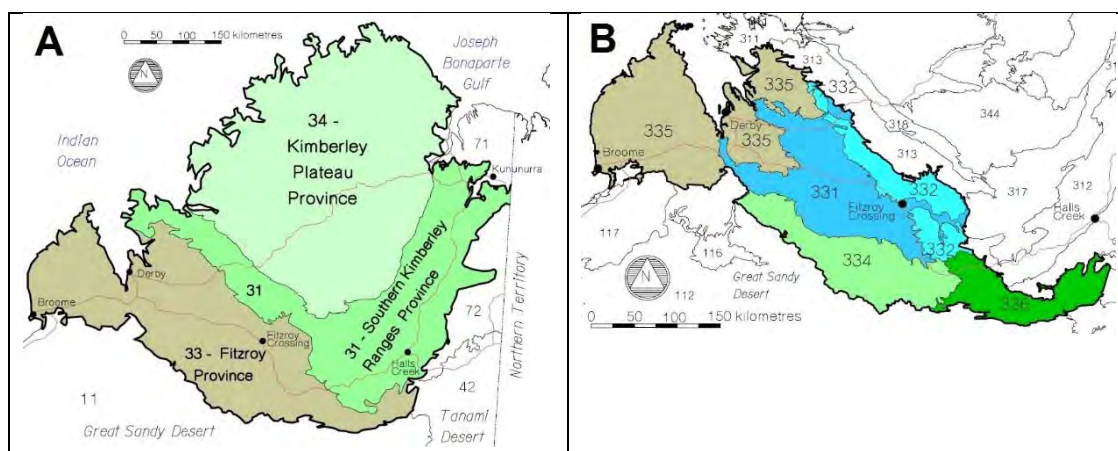 A
0 50 100 150 kilometres
N
Joseph
Bonaparte
Gulf
Indian
Ocean
34 -
Kimberley
Plateau
Province
71
Kununurra
Derby
31
Broome
Fitzroy
Crossing
31 - Southern Kimberley
Ranges Province
72
Halls
Creek
33 - Fitzroy
Province
Northern Territory
11
42
Great Sandy Desert
Tanami
Desert
B
311
313
335
332
335
Derby
335
318
344
313
Broome
331
332
317
312
Fitzroy
Crossing
Halls
Creek
117
116
332
334
N
Great Sandy
Desert
112
336
0 50 100 150 kilometres